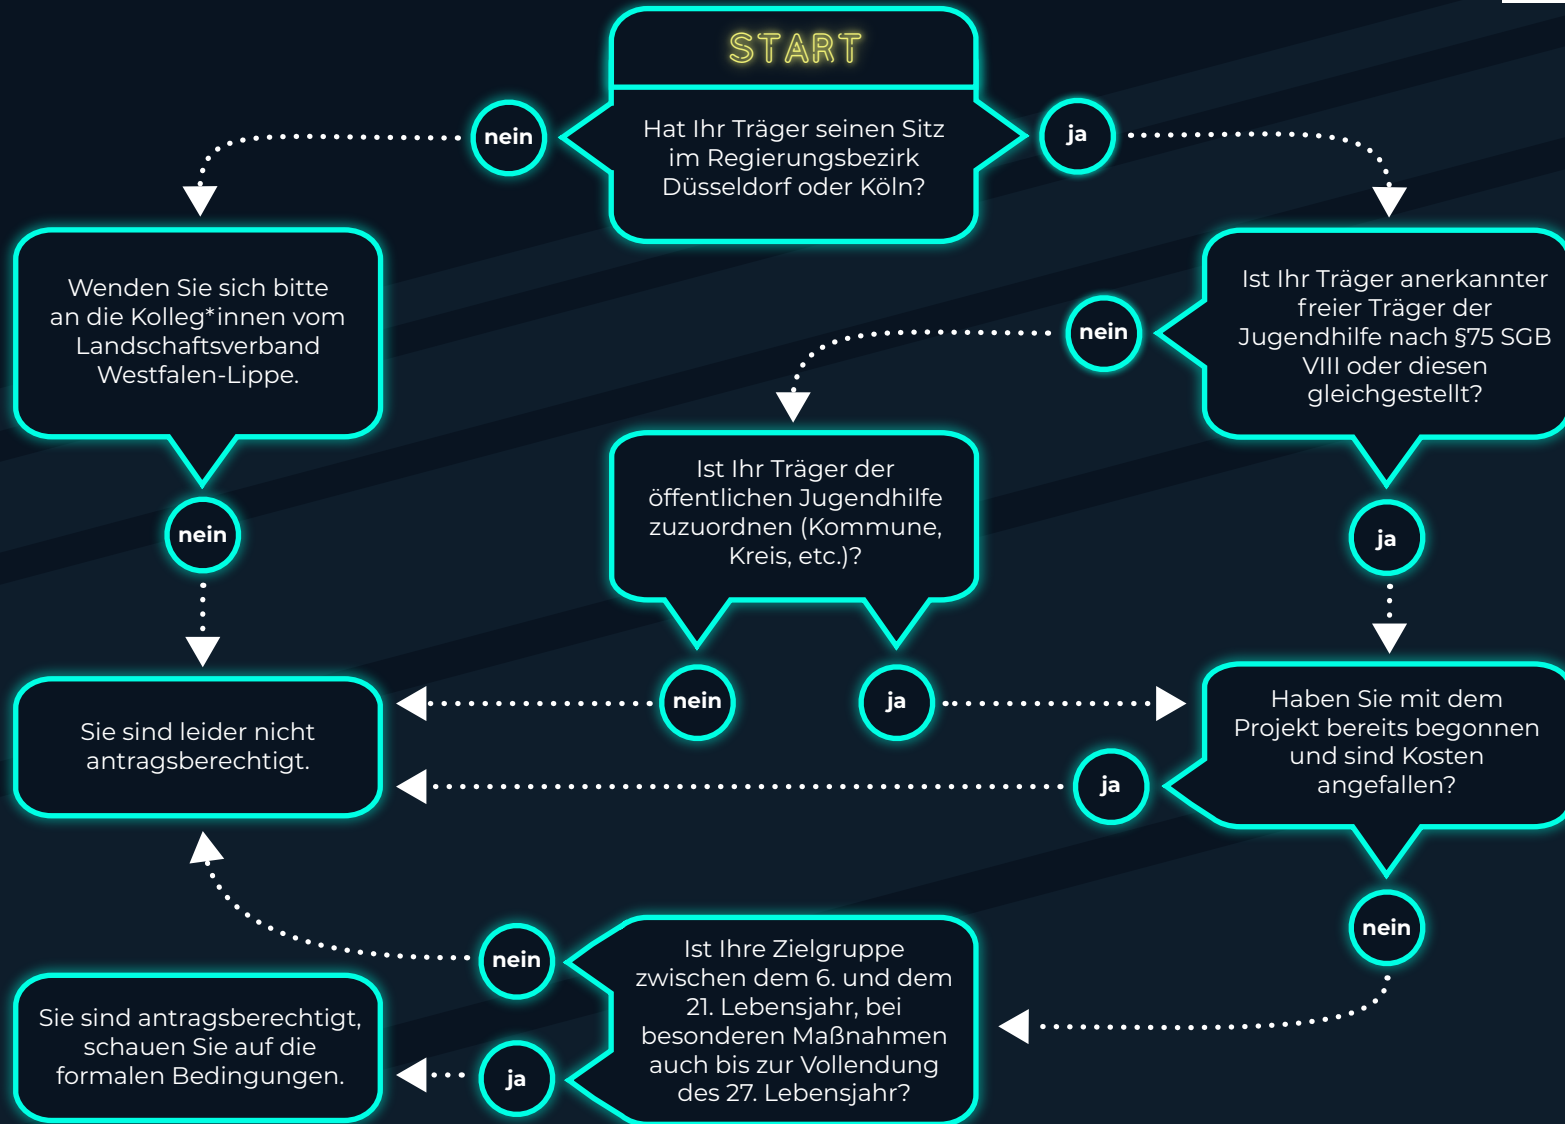 START
Hat Ihr Träger seinen Sitz
im Regierungsbezirk
Düsseldorf oder Köln?
nein
ja
Wenden Sie sich bitte
an die Kolleg*innen vom
Landschaftsverband
Westfalen-Lippe.
nein
Ist Ihr Träger anerkannter
freier Träger der
Jugendhilfe nach §75 SGB
VIII oder diesen
gleichgestellt?
nein
ja
Ist Ihr Träger der
öffentlichen Jugendhilfe
zuzuordnen (Kommune,
Kreis, etc.)?
nein
ja
Sie sind leider nicht
antragsberechtigt.
Haben Sie mit dem
Projekt bereits begonnen
und sind Kosten
angefallen?
ja
nein
Ist Ihre Zielgruppe
zwischen dem 6. und dem
21. Lebensjahr, bei
besonderen Maßnahmen
auch bis zur Vollendung
des 27. Lebensjahr?
nein
ja
Sie sind antragsberechtigt,
schauen Sie auf die
formalen Bedingungen.